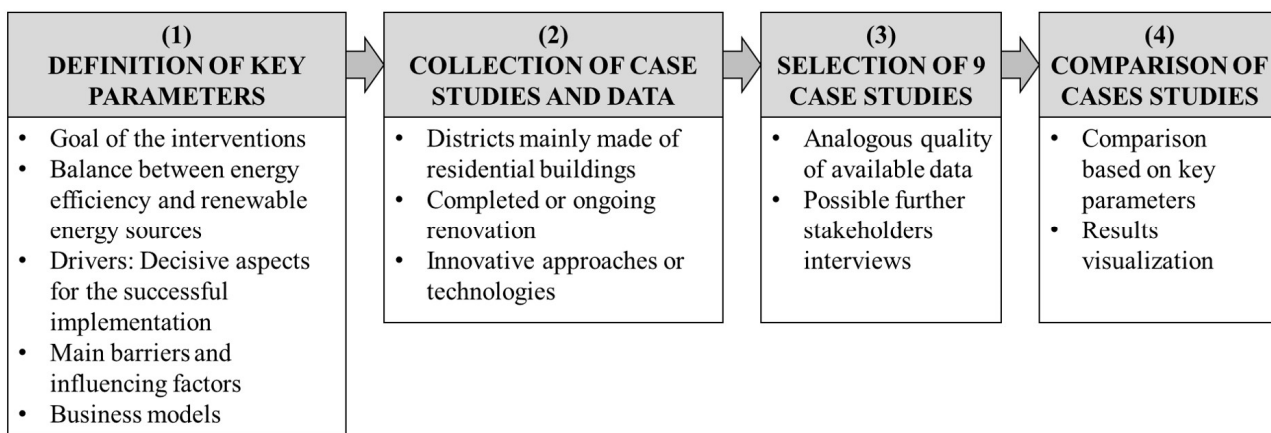 (1)
DEFINITION OF KEY
PARAMETERS
• Goal of the interventions
• Balance between energy
efficiency and renewable
energy sources
• Drivers: Decisive aspects
for the successful
implementation
• Main barriers and
influencing factors
• Business models
(2)
COLLECTION OF CASE
STUDIES AND DATA
• Districts mainly made of
residential buildings
• Completed or ongoing
renovation
• Innovative approaches or
technologies
(3)
SELECTION OF 9
CASE STUDIES
• Analogous quality
of available data
• Possible further
stakeholders
interviews
(4)
COMPARISON OF
CASES STUDIES
• Comparison
based on key
parameters
• Results
visualization